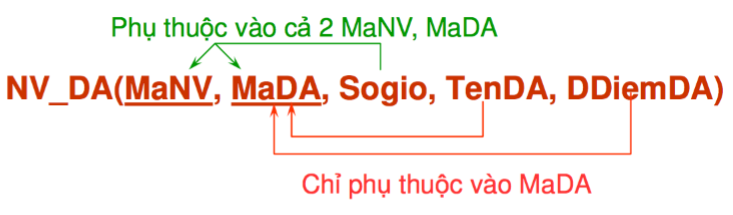 Phụ thuộc vào cả 2 MaNV, MaDA
NV_DA(MaNV, MaDA, Sogio, TenDA, DDiemDA)
Chỉ phụ thuộc vào MaDA